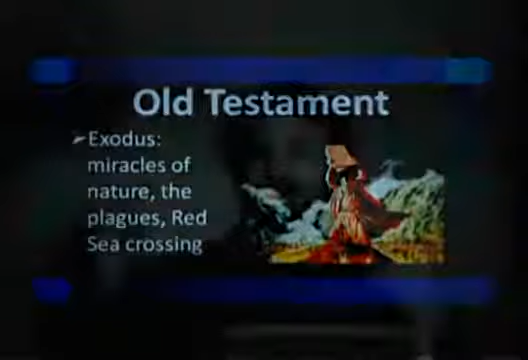 Old Testament
Exodus:
miracles of
nature, the
plagues, Red
Sea crossing